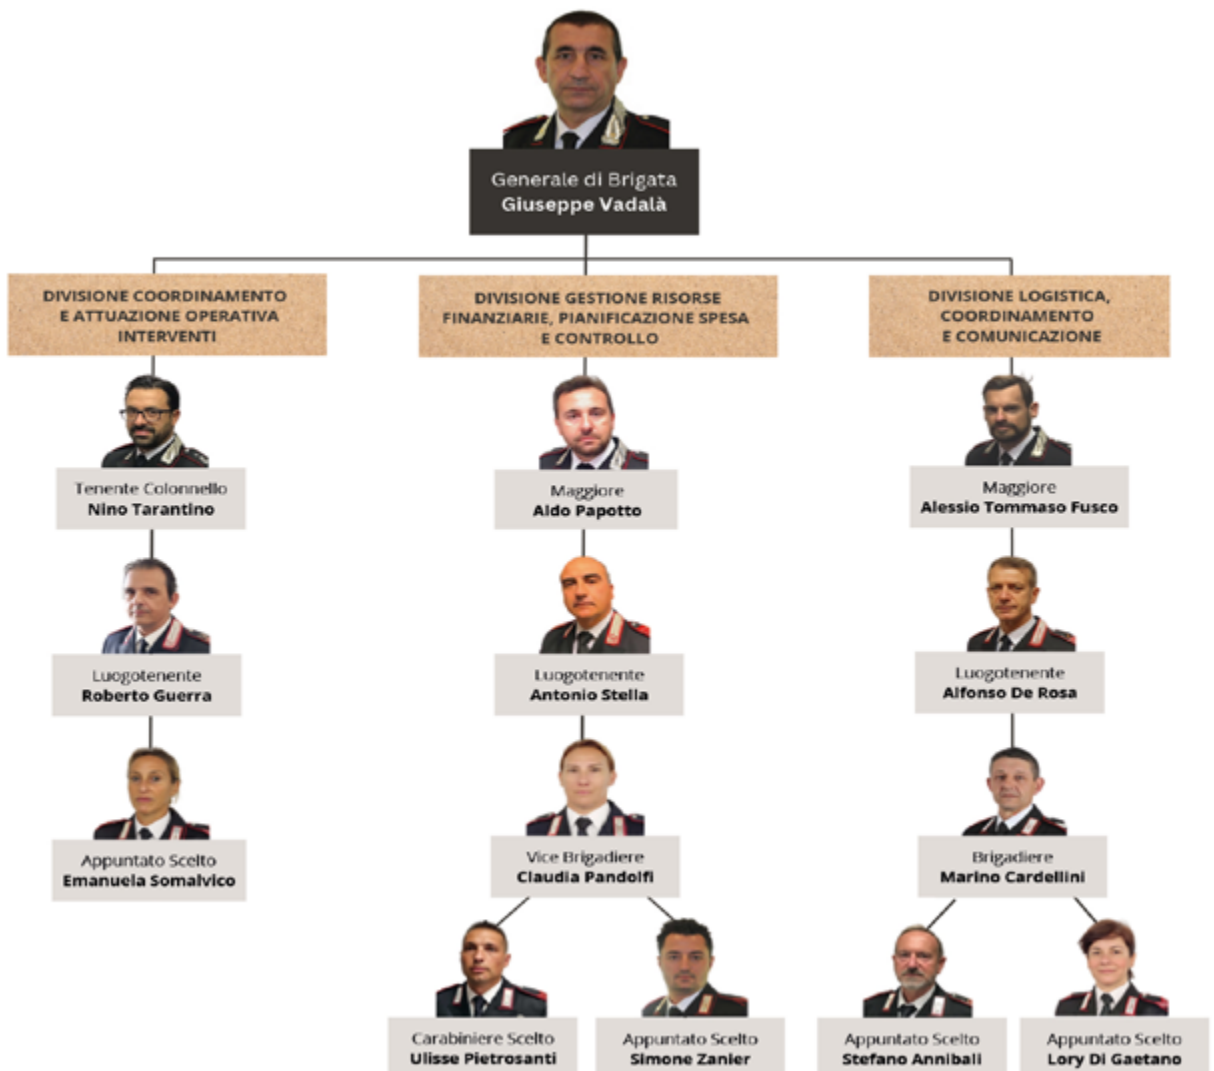 Generale di Brigata
Giuseppe Vadalà
DIVISIONE COORDINAMENTO
E ATTUAZIONE OPERATIVA
INTERVENTI
Tenente Colonnello
Nino Tarantino
Luogotenente
Roberto Guerra
Appuntato Scelto
Emanuela Somalvico
DIVISIONE GESTIONE RISORSE
FINANZIARIE, PIANIFICAZIONE SPESA
E CONTROLLO
Maggiore
Aldo Papotto
Luogotenente
Antonio Stella
Vice Brigadiere
Claudia Pandolfi
Carabiniere Scelto
Ulisse Pietrosanti
Appuntato Scelto
Simone Zanier
DIVISIONE LOGISTICA,
COORDINAMENTO
E COMUNICAZIONE
Maggiore
Alessio Tommaso Fusco
Luogotenente
Alfonso De Rosa
Brigadiere
Marino Cardellini
Appuntato Scelto
Stefano Annibali
Appuntato Scelto
Lory Di Gaetano